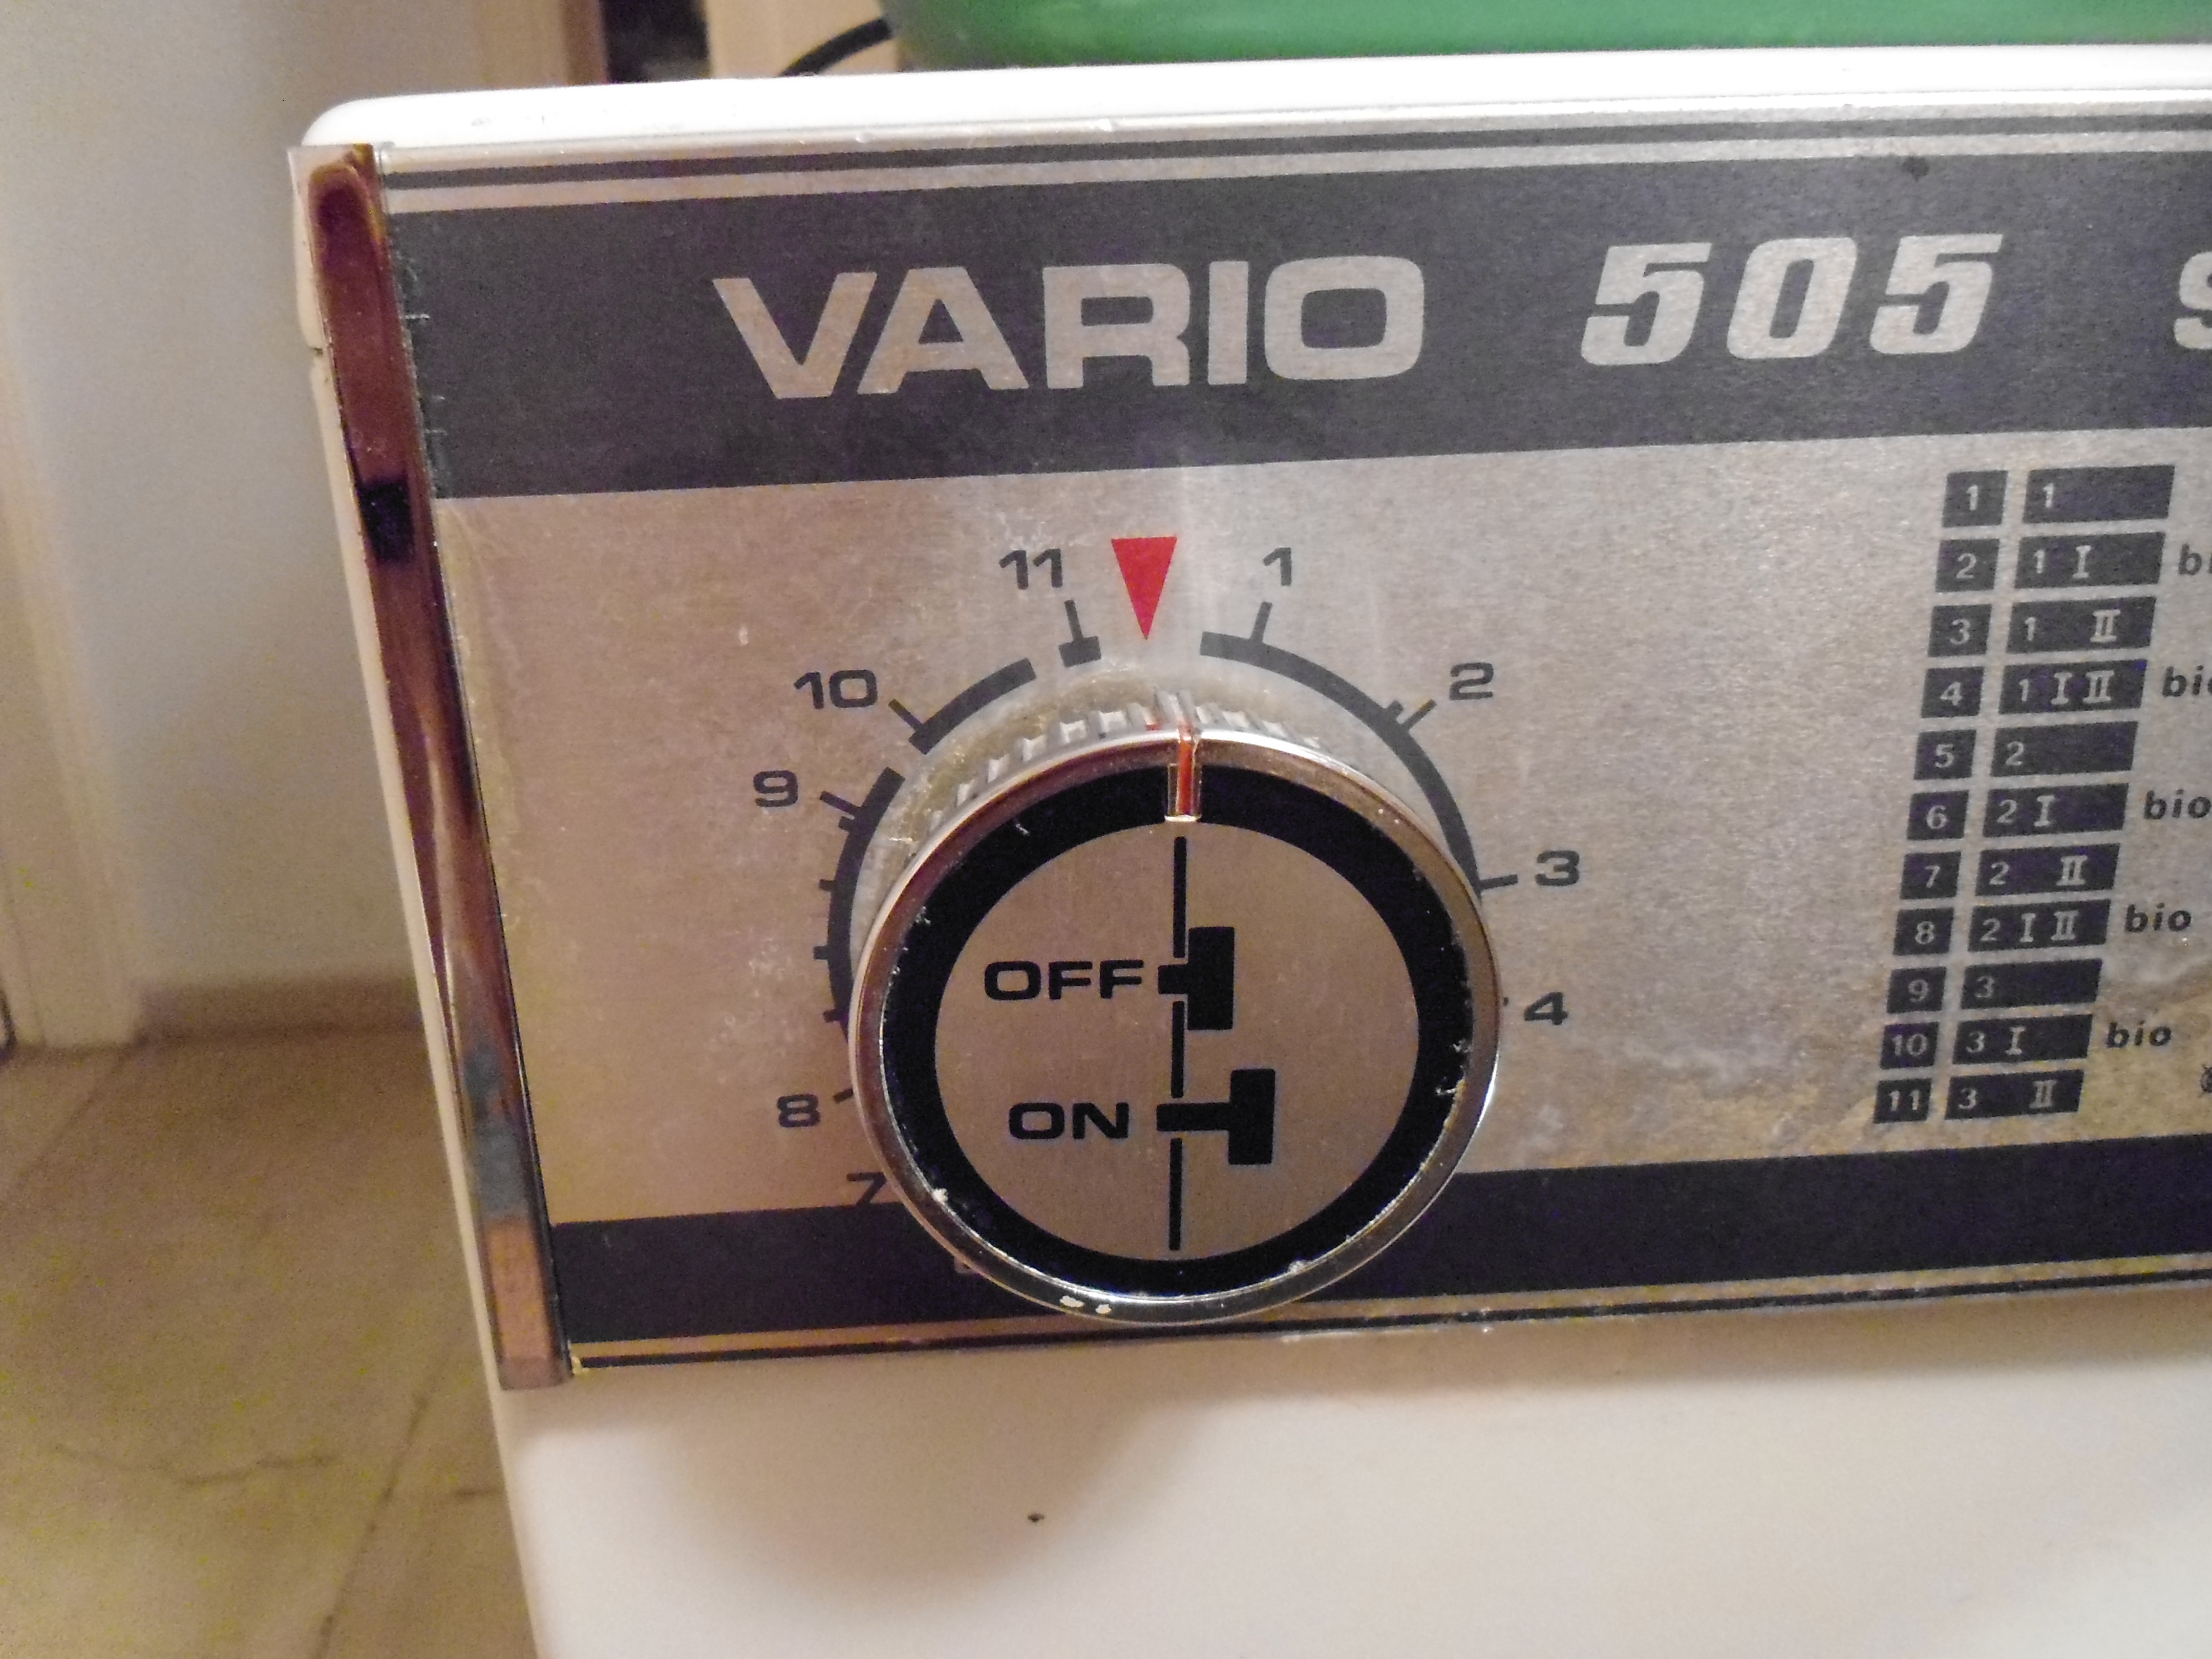 VARIO 505
11 1
10 2
9
3
4
8
7
OFF
ON
1 1
2 1 I
3 1 II
4 1 I II
5 2
6 2 I bio
7 2 II
8 2 I II bio
9 3
10 3 I bio
11 3 II